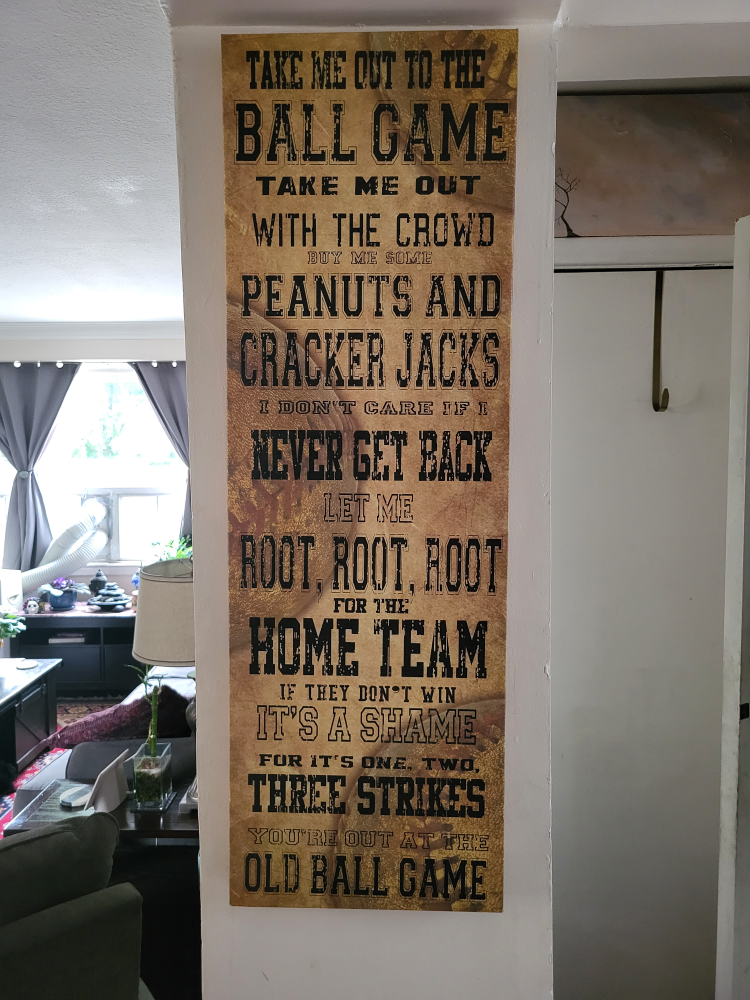 TAKE ME OUT TO THE
BALL GAME
TAKE ME OUT
WITH THE CROWD
BUY ME SOME
PEANUTS AND
CRACKER JACKS
I DON'T CARE IF I
NEVER GET BACK
LET ME
ROOT, ROOT, ROOT
FOR THE
HOME TEAM
IF THEY DON'T WIN
IT'S A SHAME
FOR IT'S ONE, TWO,
THREE STRIKES
YOU'RE OUT AT THE
OLD BALL GAME